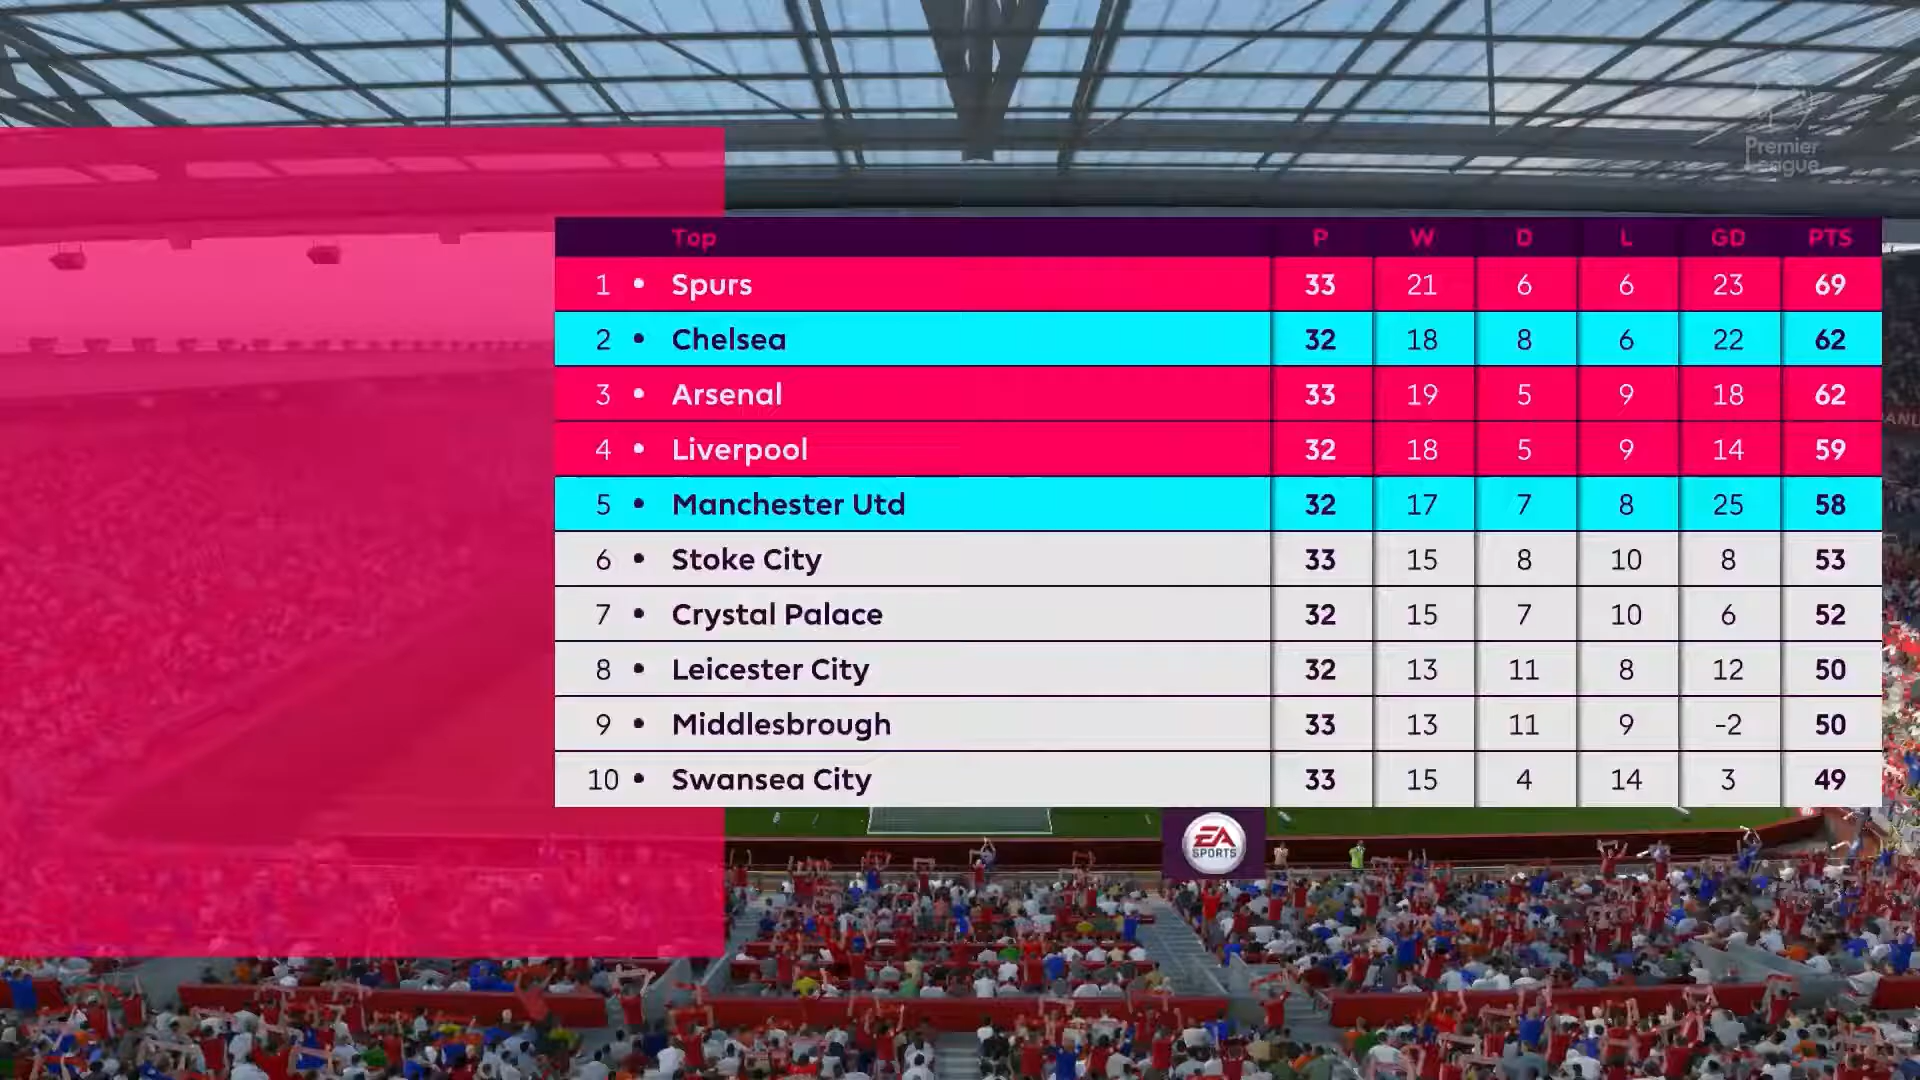 Premier
League
Top P W D L GD PTS
1 • Spurs 33 21 6 6 23 69
2 • Chelsea 32 18 8 6 22 62
3 • Arsenal 33 19 5 9 18 62
4 • Liverpool 32 18 5 9 14 59
5 • Manchester Utd 32 17 7 8 25 58
6 • Stoke City 33 15 8 10 8 53
7 • Crystal Palace 32 15 7 10 6 52
8 • Leicester City 32 13 11 8 12 50
9 • Middlesbrough 33 13 11 9 -2 50
10 • Swansea City 33 15 4 14 3 49
EA
SPORTS